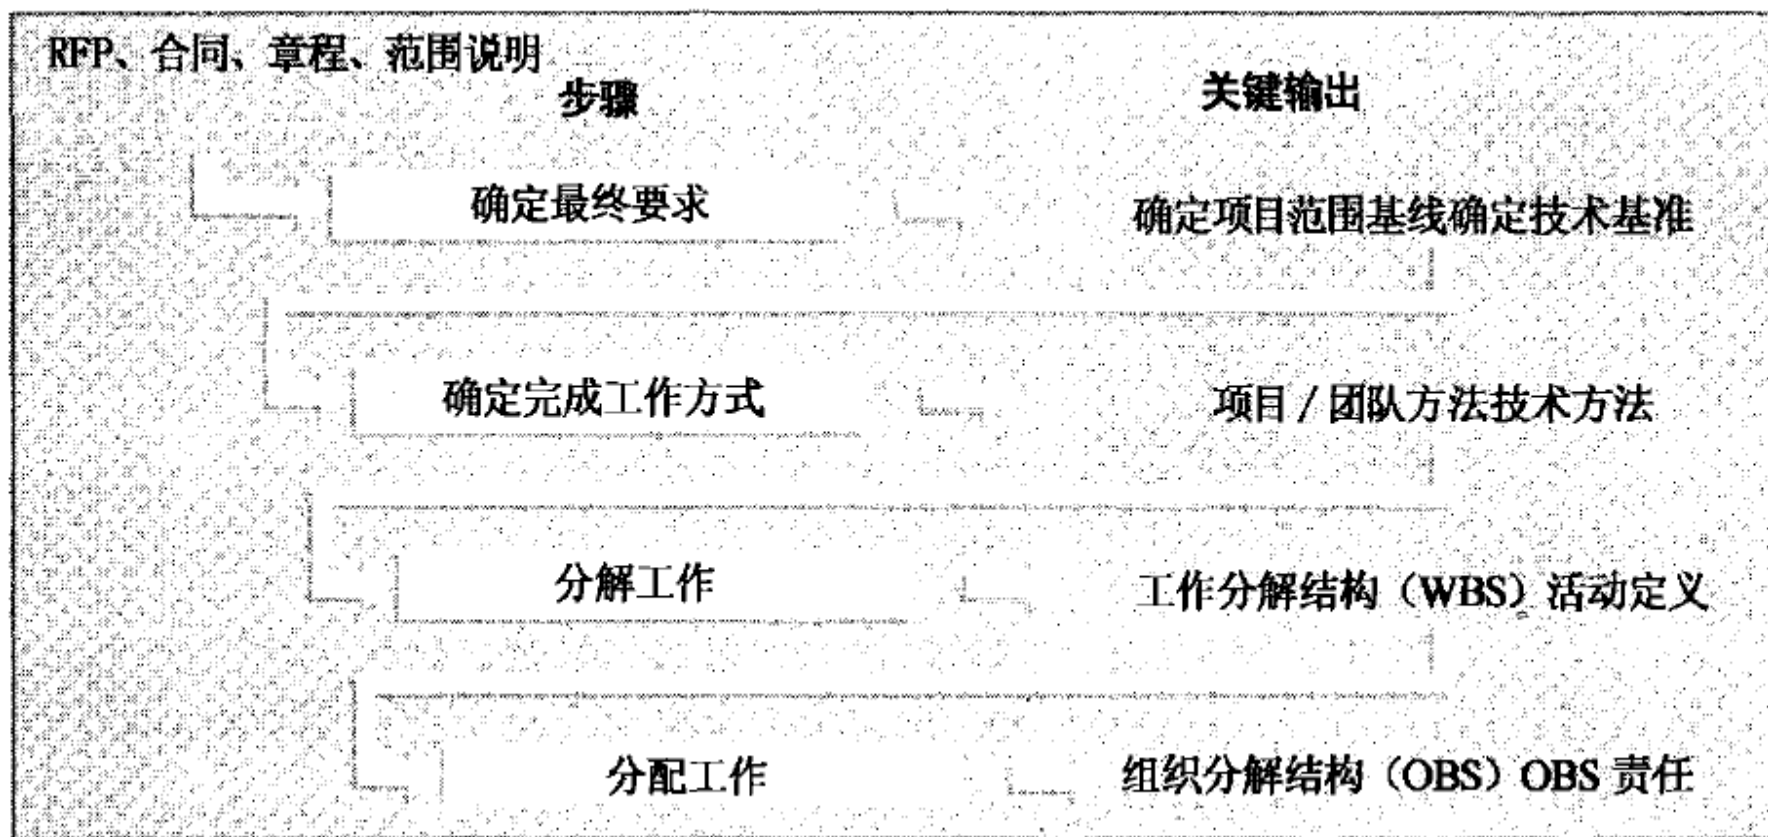 RFP、合同、章程、范围说明
步骤
关键输出
确定最终要求
确定项目范围基线确定技术基准
确定完成工作方式
项目/团队方法技术方法
分解工作
工作分解结构（WBS）活动定义
分配工作
组织分解结构（OBS）OBS 责任